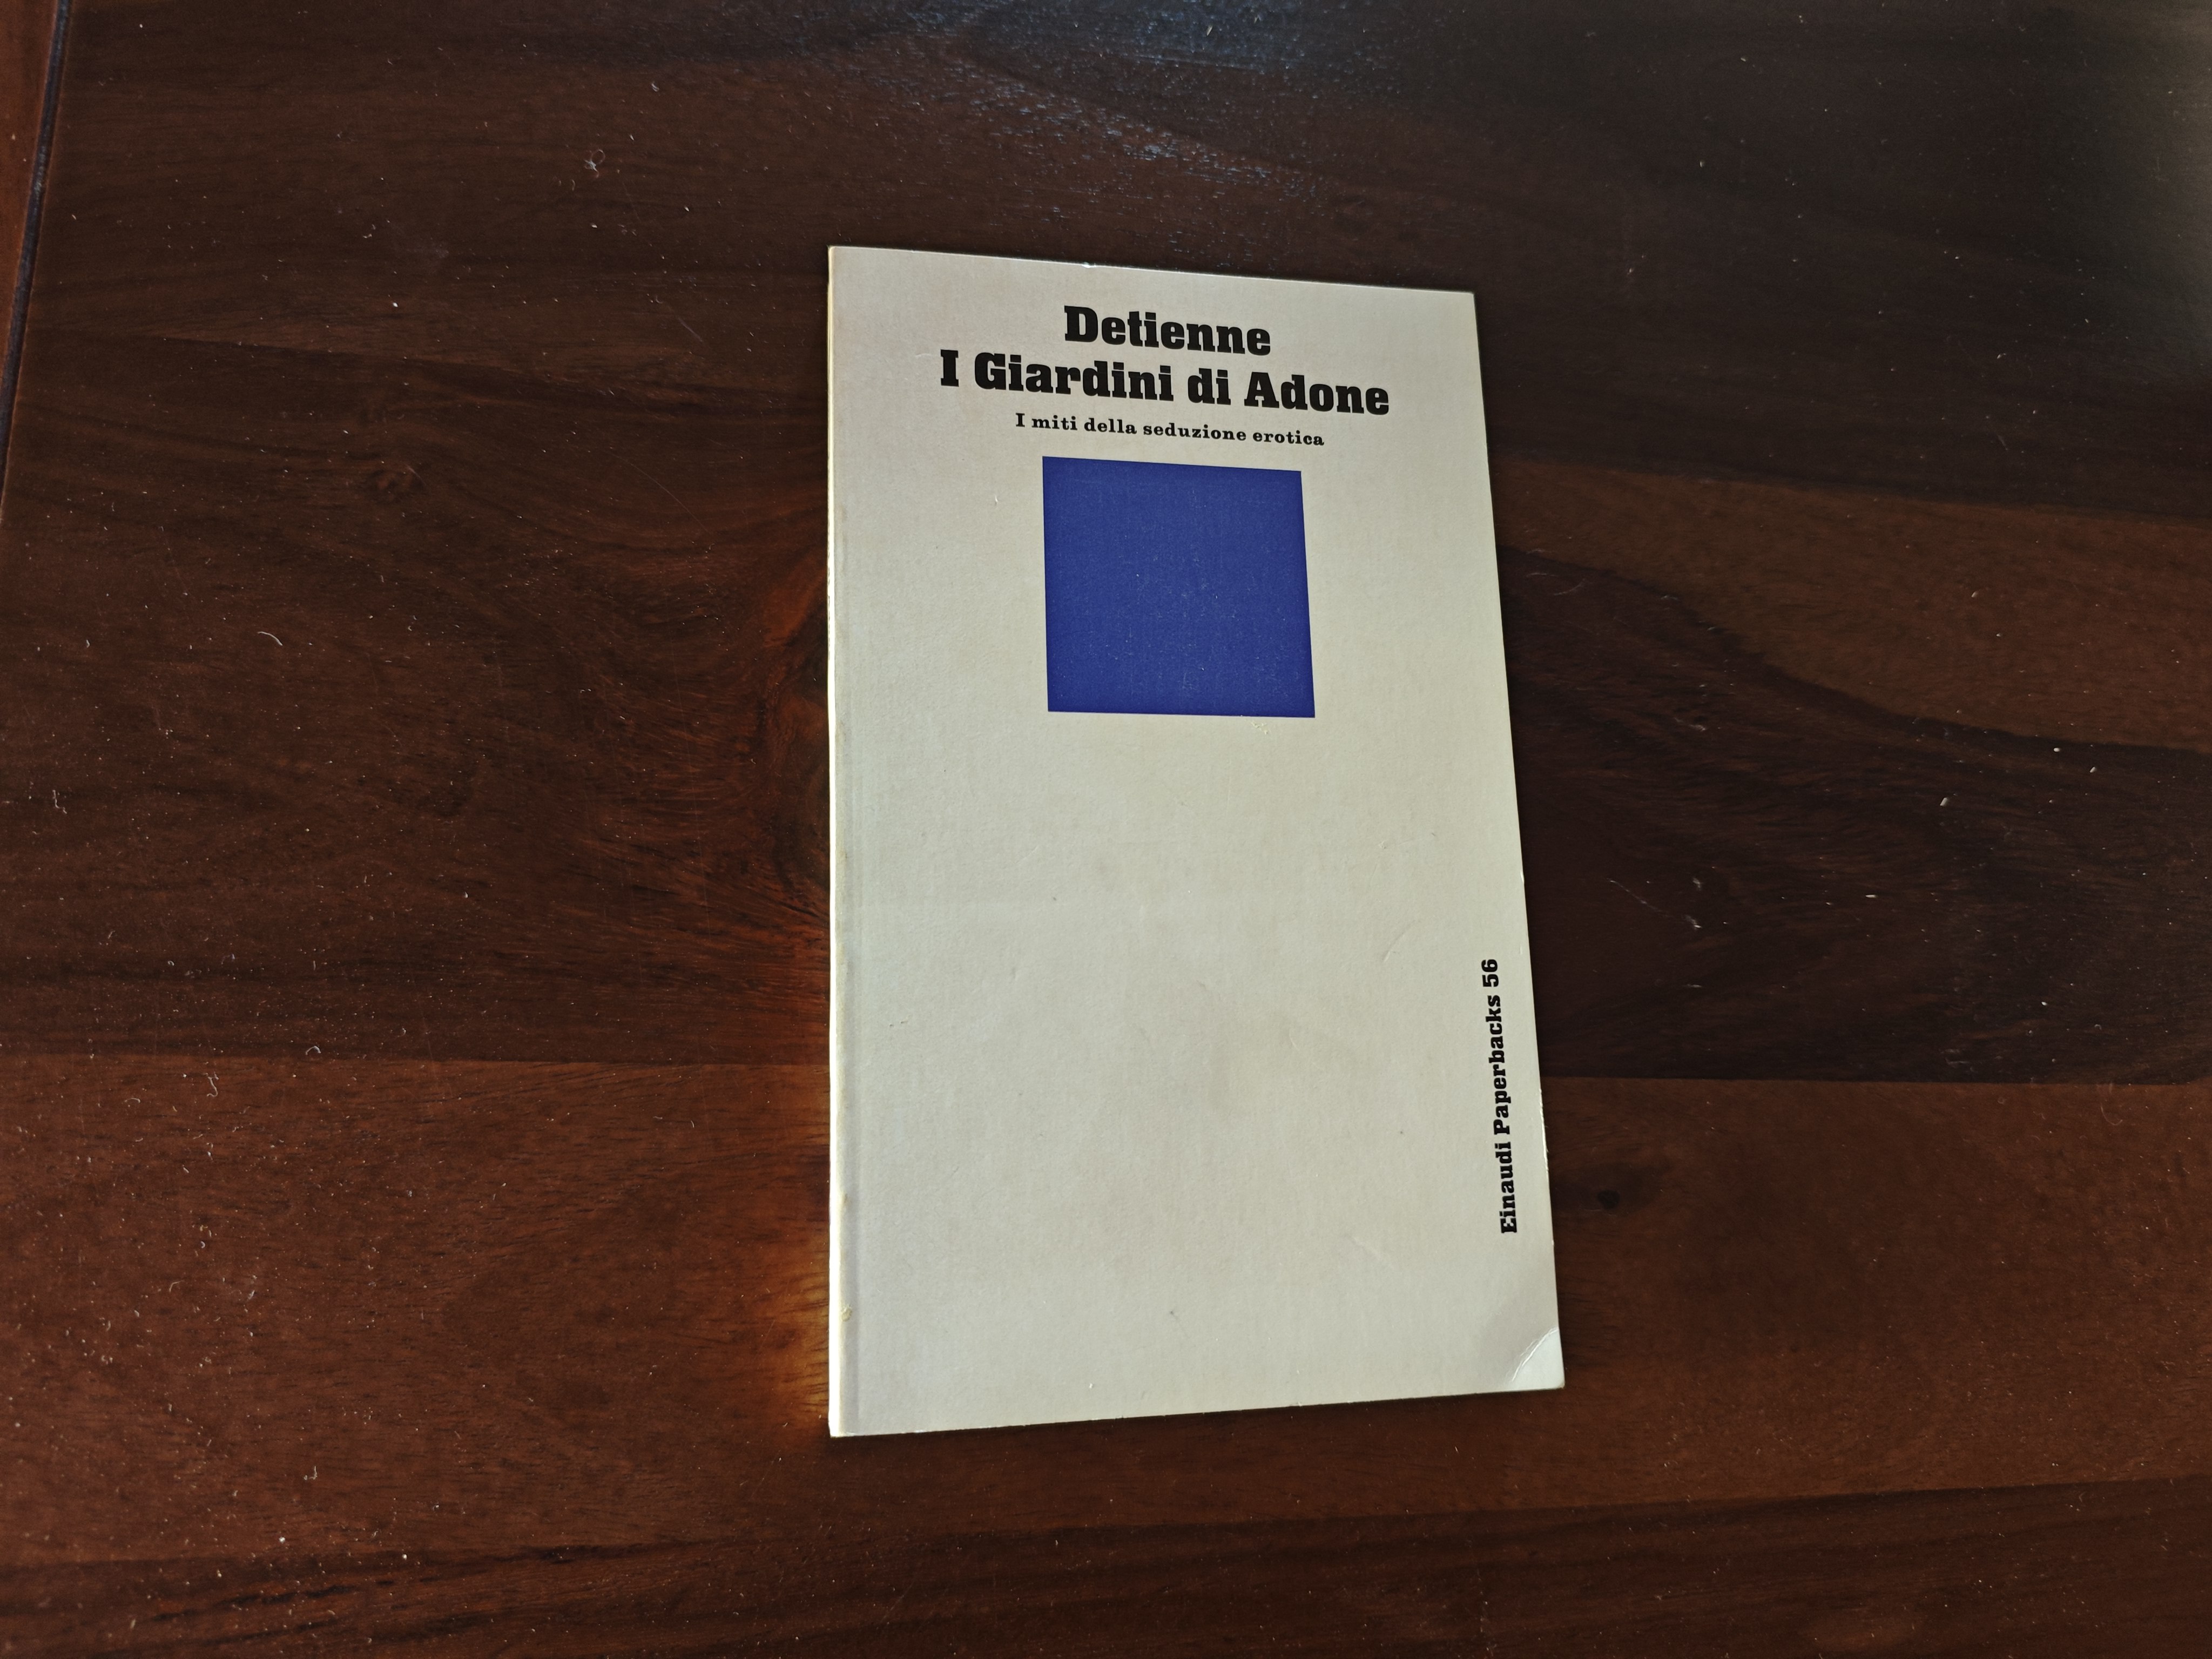 Detienne
I Giardini di Adone
I miti della seduzione erotica
Einaudi Paperbacks 56